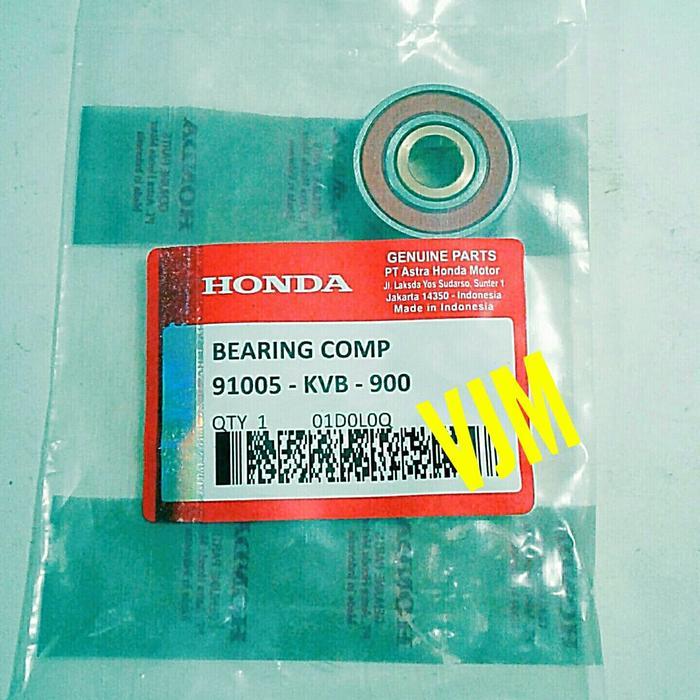 HONDA
GENUINE PARTS
PT Astra Honda Motor
Jl. Laksda Yos Sudarso, Sunter 1
Jakarta 14350 - Indonesia
Made in Indonesia
BEARING COMP
91005 - KVB - 900
QTY 1 01D0L0Q
VJM